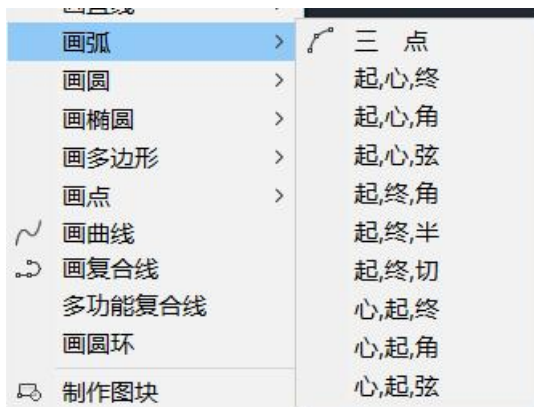 画弧
画圆
画椭圆
画多边形
画点
画曲线
画复合线
多功能复合线
画圆环
制作图块
三 点
起,心,终
起,心,角
起,心,弦
起,终,角
起,终,半
起,终,切
心,起,终
心,起,角
心,起,弦